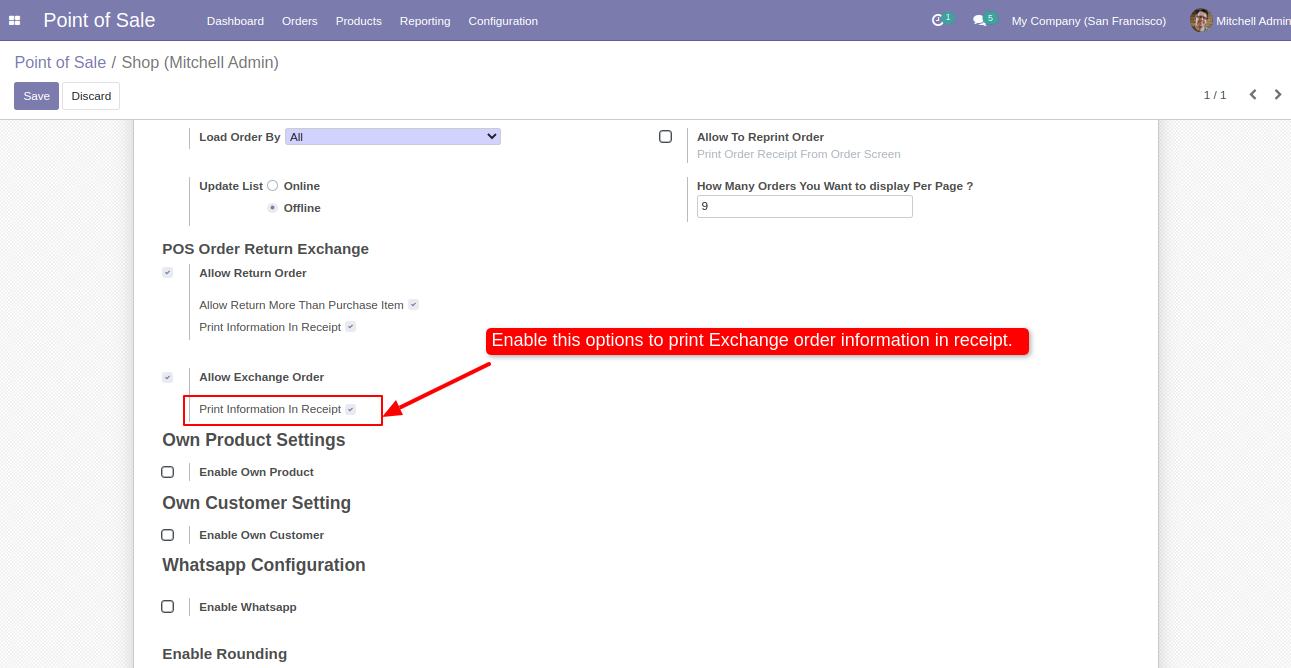 Point of Sale Dashboard Orders Products Reporting Configuration 1 5 My Company (San Francisco) Mitchell Admin
Point of Sale / Shop (Mitchell Admin)
Save Discard 1 / 1
Load Order By All Allow To Reprint Order
Print Order Receipt From Order Screen
Update List Online How Many Orders You Want to display Per Page ?
Offline 9
POS Order Return Exchange
Allow Return Order
Allow Return More Than Purchase Item
Print Information In Receipt
Enable this options to print Exchange order information in receipt.
Allow Exchange Order
Print Information In Receipt
Own Product Settings
Enable Own Product
Own Customer Setting
Enable Own Customer
Whatsapp Configuration
Enable Whatsapp
Enable Rounding